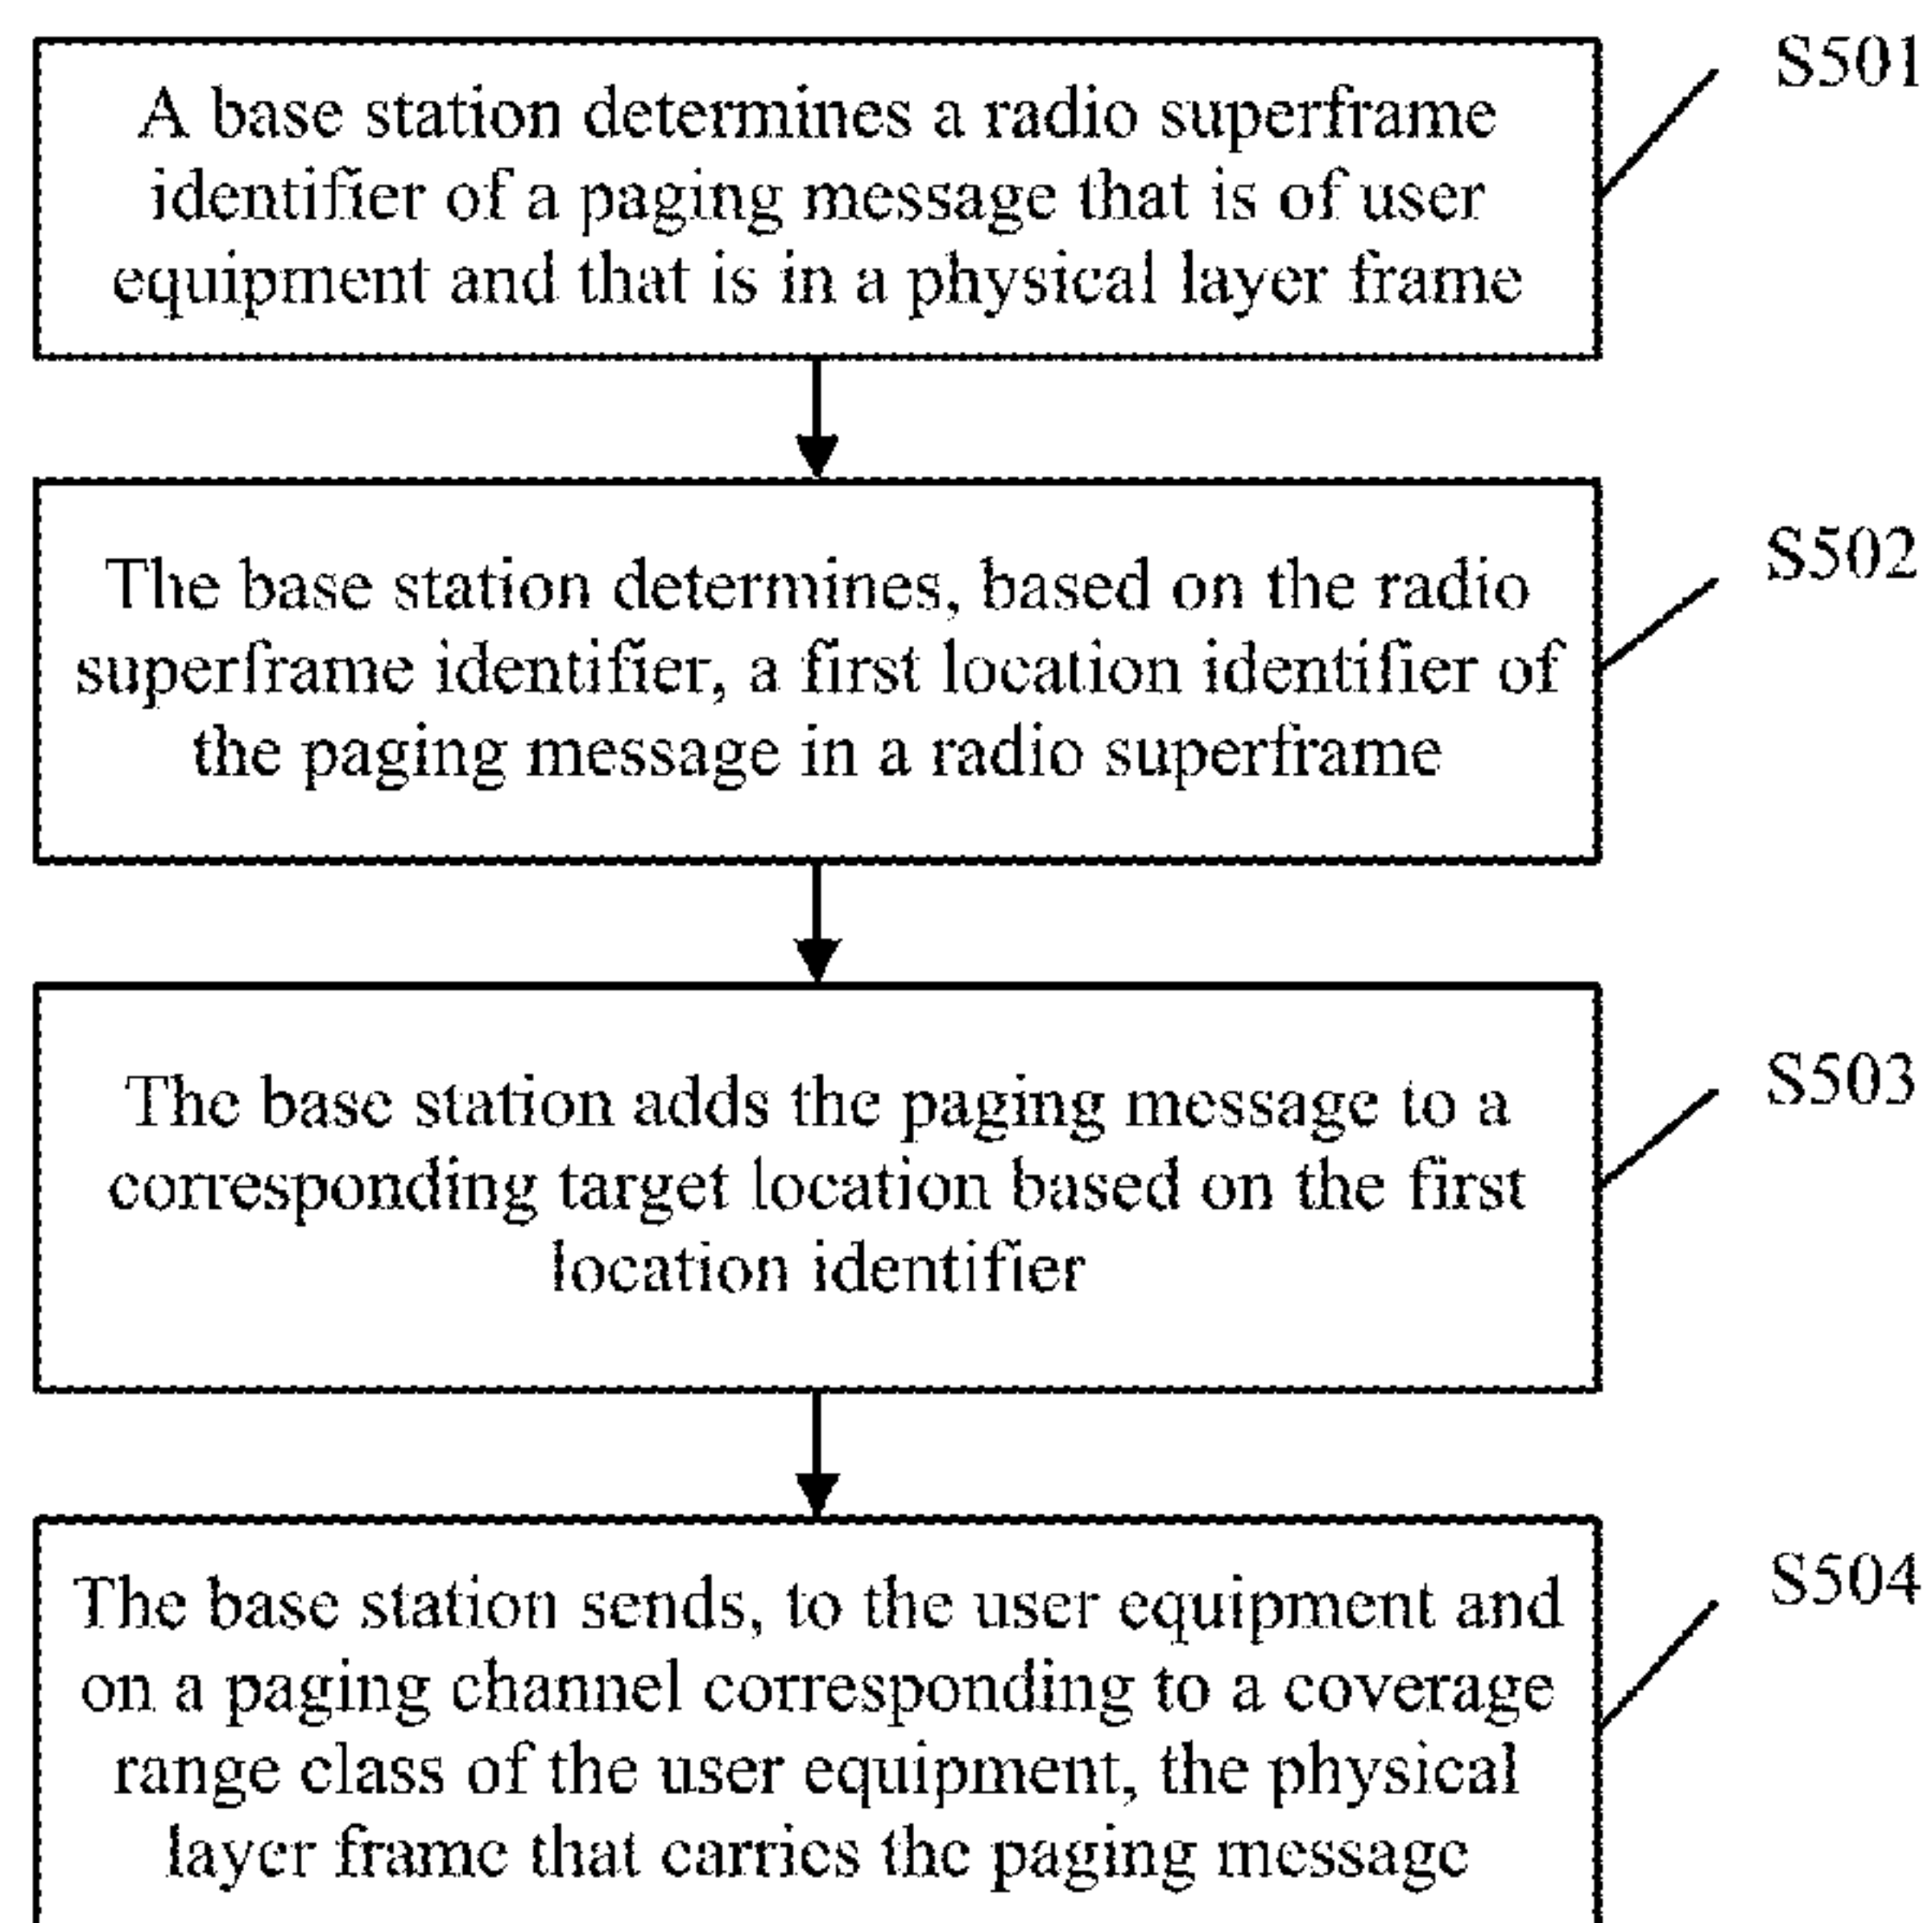 A base station determines a radio superframe
identifier of a paging message that is of user
equipment and that is in a physical layer frame
S501
The base station determines, based on the radio
superframe identifier, a first location identifier of
the paging message in a radio superframe
S502
The base station adds the paging message to a
corresponding target location based on the first
location identifier
S503
The base station sends, to the user equipment and
on a paging channel corresponding to a coverage
range class of the user equipment, the physical
layer frame that carries the paging message
S504